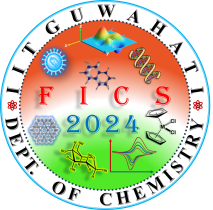 IIT GUWAHATI
FICS
2024
DEPT. OF CHEMISTRY